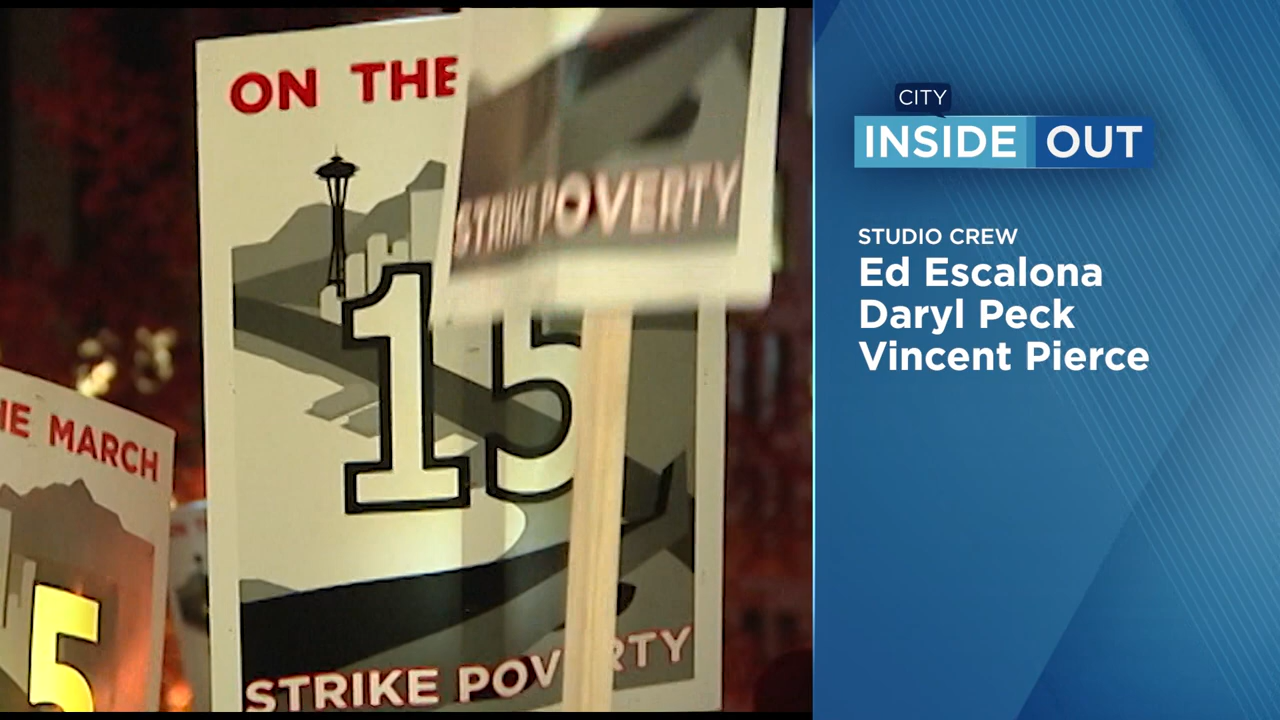 ON THE
STRIKE POVERTY
15
STRIKE POV RTY
HE MARCH
5
CITY
INSIDE OUT
STUDIO CREW
Ed Escalona
Daryl Peck
Vincent Pierce